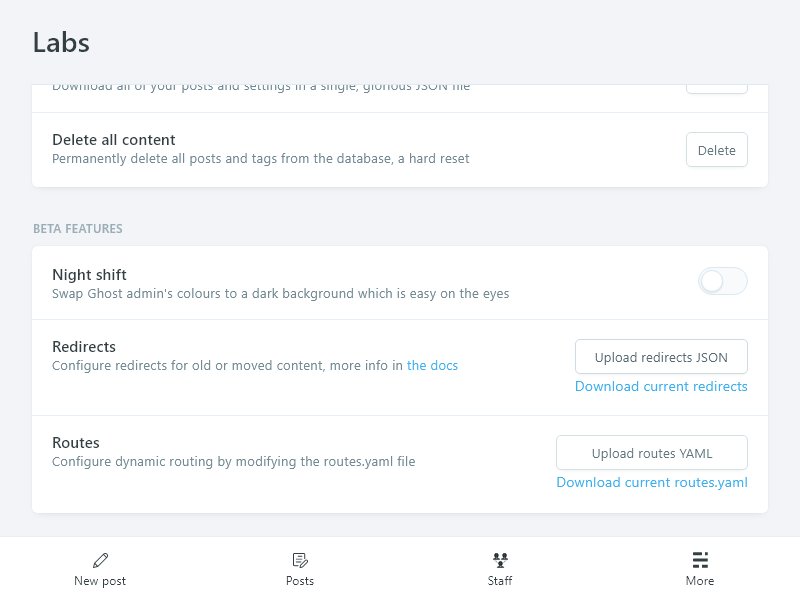 Labs
Download all of your posts and settings in a single, glorious JSON file
Delete all content
Permanently delete all posts and tags from the database, a hard reset
Delete
BETA FEATURES
Night shift
Swap Ghost admin's colours to a dark background which is easy on the eyes
Redirects
Configure redirects for old or moved content, more info in the docs
Upload redirects JSON
Download current redirects
Routes
Configure dynamic routing by modifying the routes.yaml file
Upload routes YAML
Download current routes.yaml
New post
Posts
Staff
More